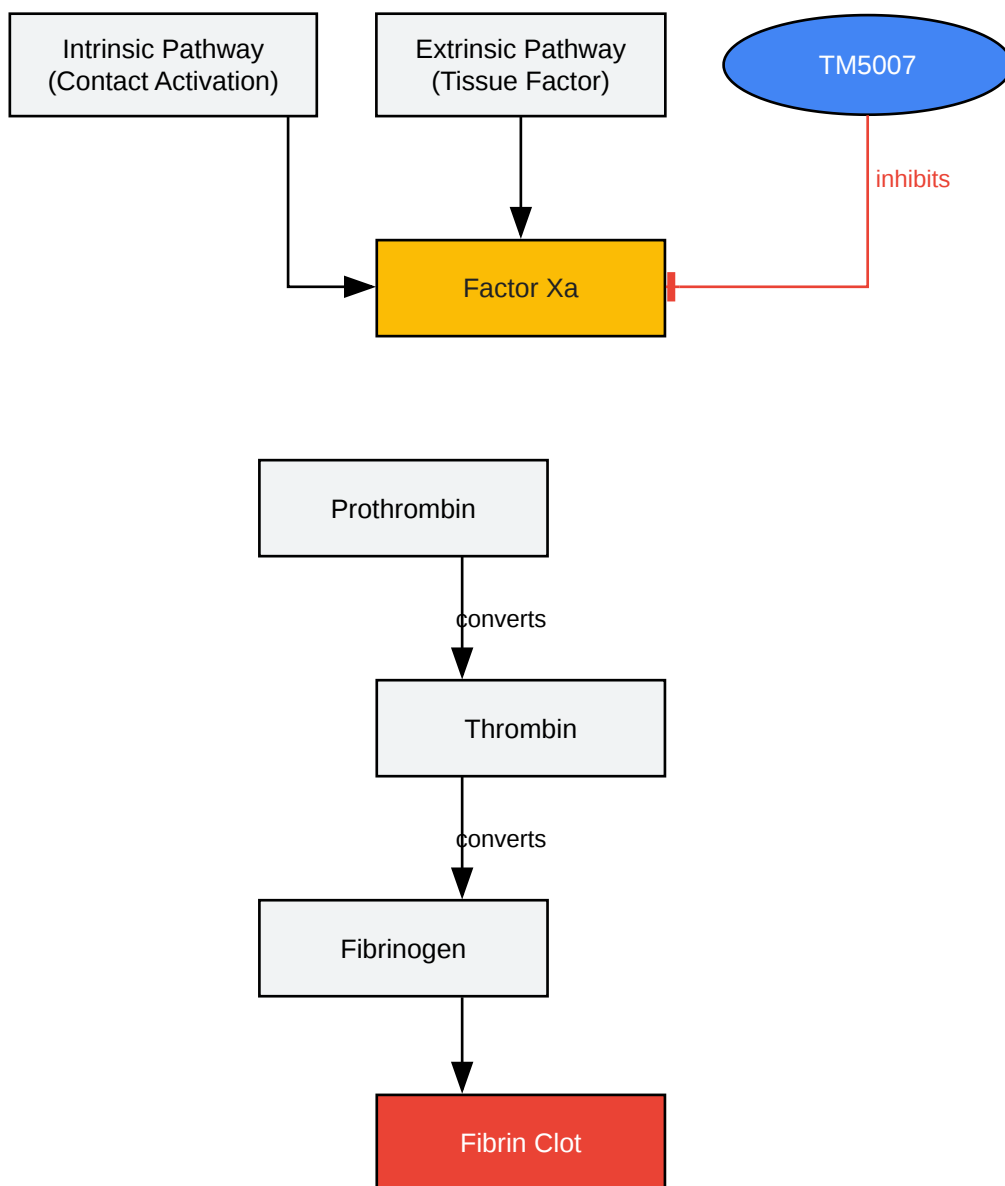 Intrinsic Pathway
(Contact Activation)
Extrinsic Pathway
(Tissue Factor)
TM5007
inhibits
Factor Xa
Prothrombin
converts
Thrombin
converts
Fibrinogen
Fibrin Clot